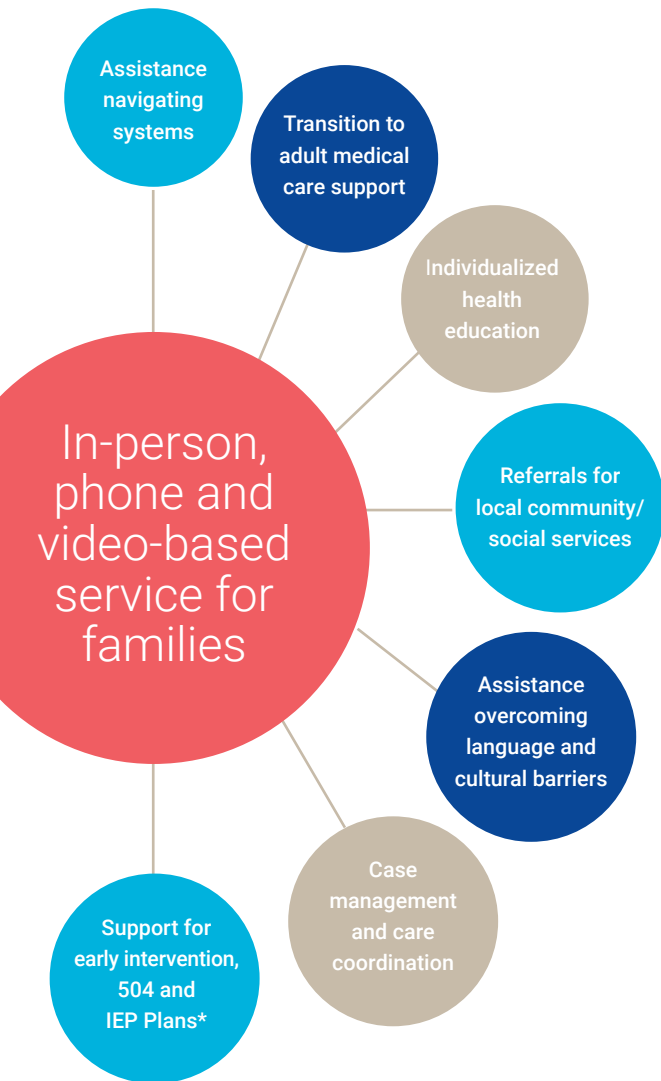 Assistance
navigating
systems
Transition to
adult medical
care support
Individualized
health
education
In-person,
phone and
video-based
service for
families
Referrals for
local community/
social services
Assistance
overcoming
language and
cultural barriers
Case
management
and care
coordination
Support for
early intervention,
504 and
IEP Plans*